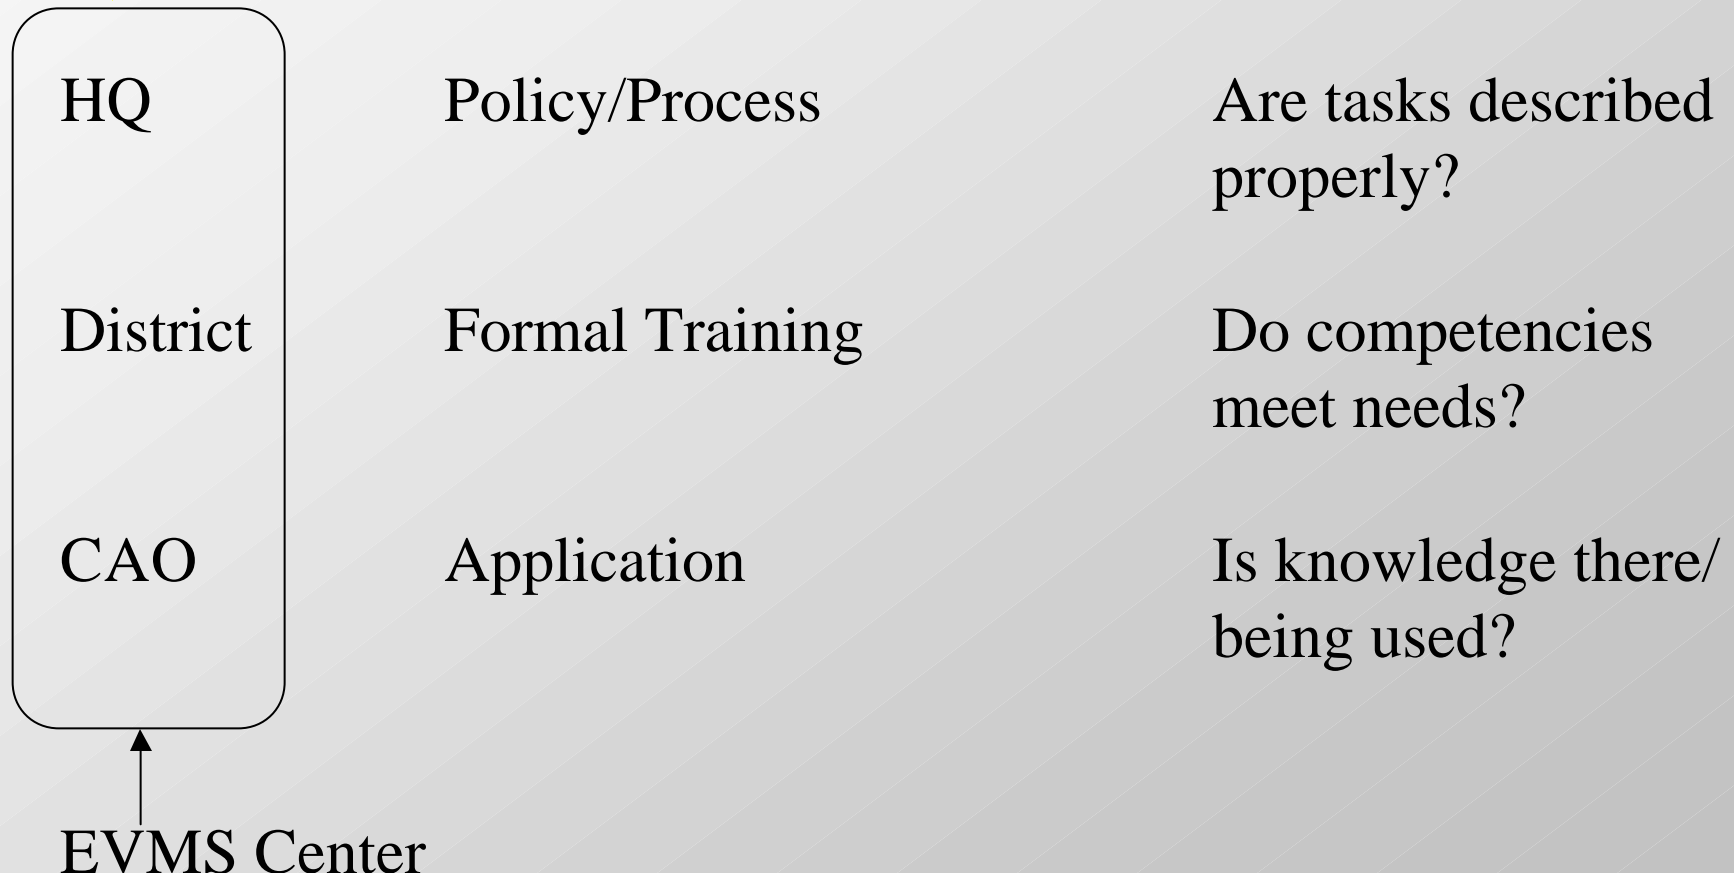 HQ Policy/Process Are tasks described
properly?
District Formal Training Do competencies
meet needs?
CAO Application Is knowledge there/
being used?
EVMS Center